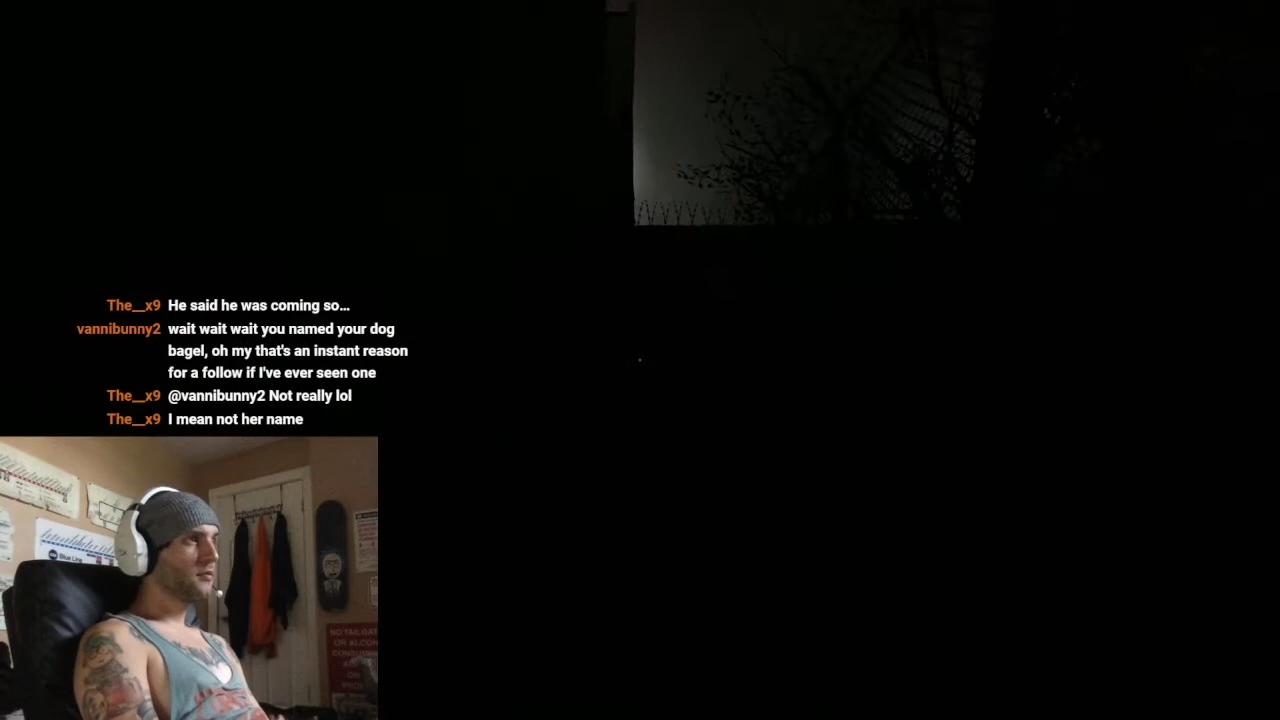 The__x9 He said he was coming so...
vannibunny2 wait wait wait you named your dog
bagel, oh my that's an instant reason
for a follow if I've ever seen one
The__x9 @vannibunny2 Not really lol
The__x9 I mean not her name
Blue Line
NO TAILGAT
OR ALCO
CONSU